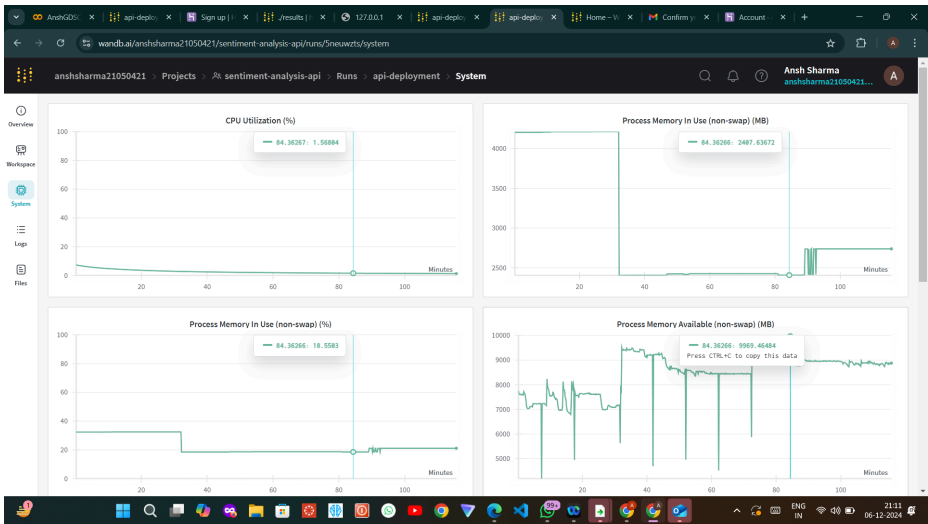 AnshGDSC
api-deploy
Sign up |
./results |
127.0.0.1
api-deploy
api-deploy
Home – W
Confirm y
Account
wandb.ai/anshsharma21050421/sentiment-analysis-api/runs/5neuwzts/system
anshsharma21050421 > Projects > sentiment-analysis-api > Runs > api-deployment > System
Ansh Sharma
anshsharma21050421...
A
Overview
Workspace
System
Logs
Files
CPU Utilization (%)
84.36267: 1.56804
100
80
60
40
20
0
Minutes
20 40 60 80 100
Process Memory In Use (non-swap) (MB)
84.36266: 2407.63672
4000
3500
3000
2500
Minutes
20 40 60 80 100
Process Memory In Use (non-swap) (%)
84.36266: 18.5503
100
80
60
40
20
0
Minutes
20 40 60 80 100
Process Memory Available (non-swap) (MB)
84.36266: 9969.46484
Press CTRL+C to copy this data
10000
9000
8000
7000
6000
5000
Minutes
20 40 60 80 100
99+
ENG
IN
21:11
06-12-2024